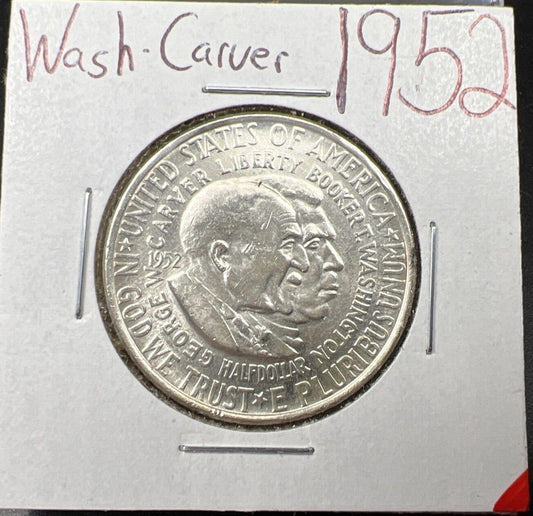 Wash-Carver 1952
UNITED STATES OF AMERICA
IN GOD WE TRUST ★ E PLURIBUS UNUM
GEORGE W. CARVER LIBERTY BOOKER T. WASHINGTON
HALF DOLLAR
1952